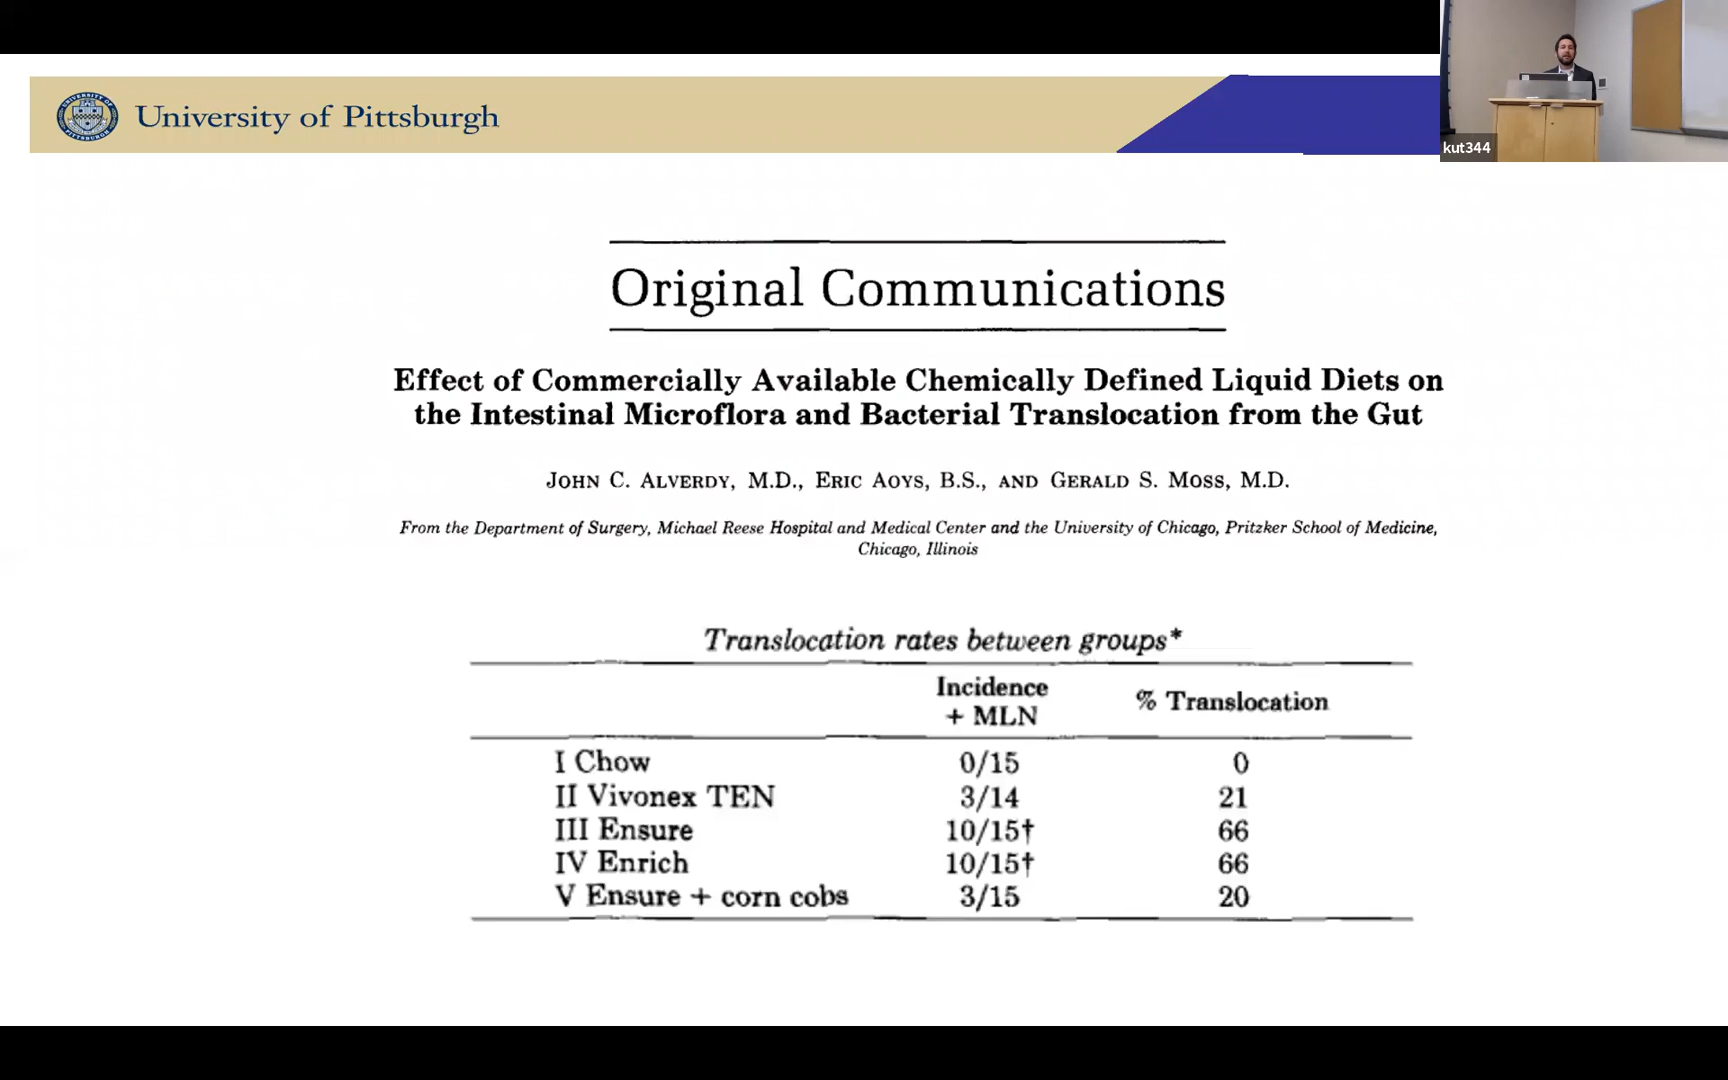 University of Pittsburgh
kut344
Original Communications
Effect of Commercially Available Chemically Defined Liquid Diets on
the Intestinal Microflora and Bacterial Translocation from the Gut
JOHN C. ALVERDY, M.D., ERIC AOYS, B.S., AND GERALD S. MOSS, M.D.
From the Department of Surgery, Michael Reese Hospital and Medical Center and the University of Chicago, Pritzker School of Medicine,
Chicago, Illinois
Translocation rates between groups*
Incidence
+ MLN
% Translocation
I Chow 0/15 0
II Vivonex TEN 3/14 21
III Ensure 10/15† 66
IV Enrich 10/15† 66
V Ensure + corn cobs 3/15 20